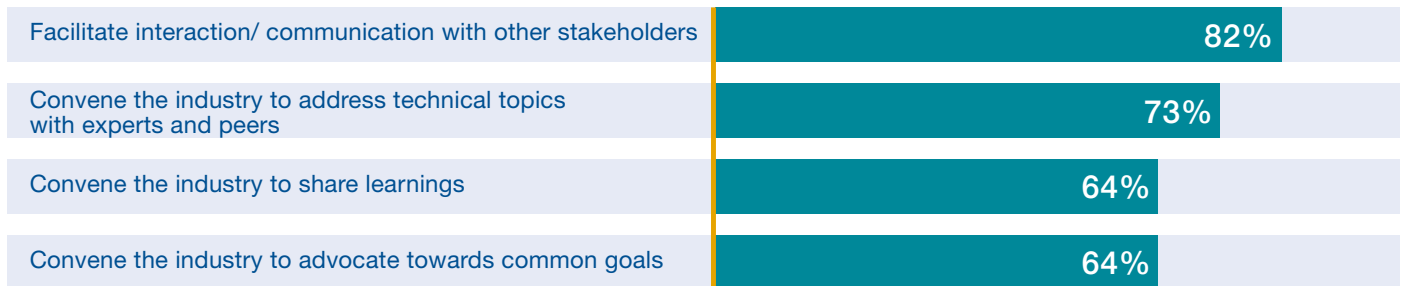 Facilitate interaction/ communication with other stakeholders
82%
Convene the industry to address technical topics
with experts and peers
73%
Convene the industry to share learnings
64%
Convene the industry to advocate towards common goals
64%